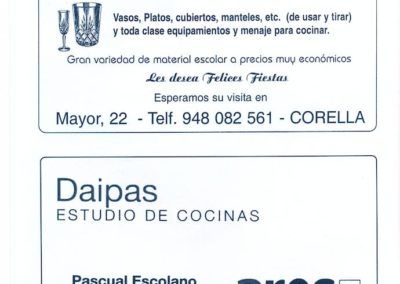 Vasos, Platos, cubiertos, manteles, etc. (de usar y tirar)
y toda clase equipamientos y menaje para cocinar.
Gran variedad de material escolar a precios muy económicos
Les desea Felices Fiestas
Esperamos su visita en
Mayor, 22 - Telf. 948 082 561 - CORELLA
Daipas
ESTUDIO DE COCINAS
Pascual Escolano